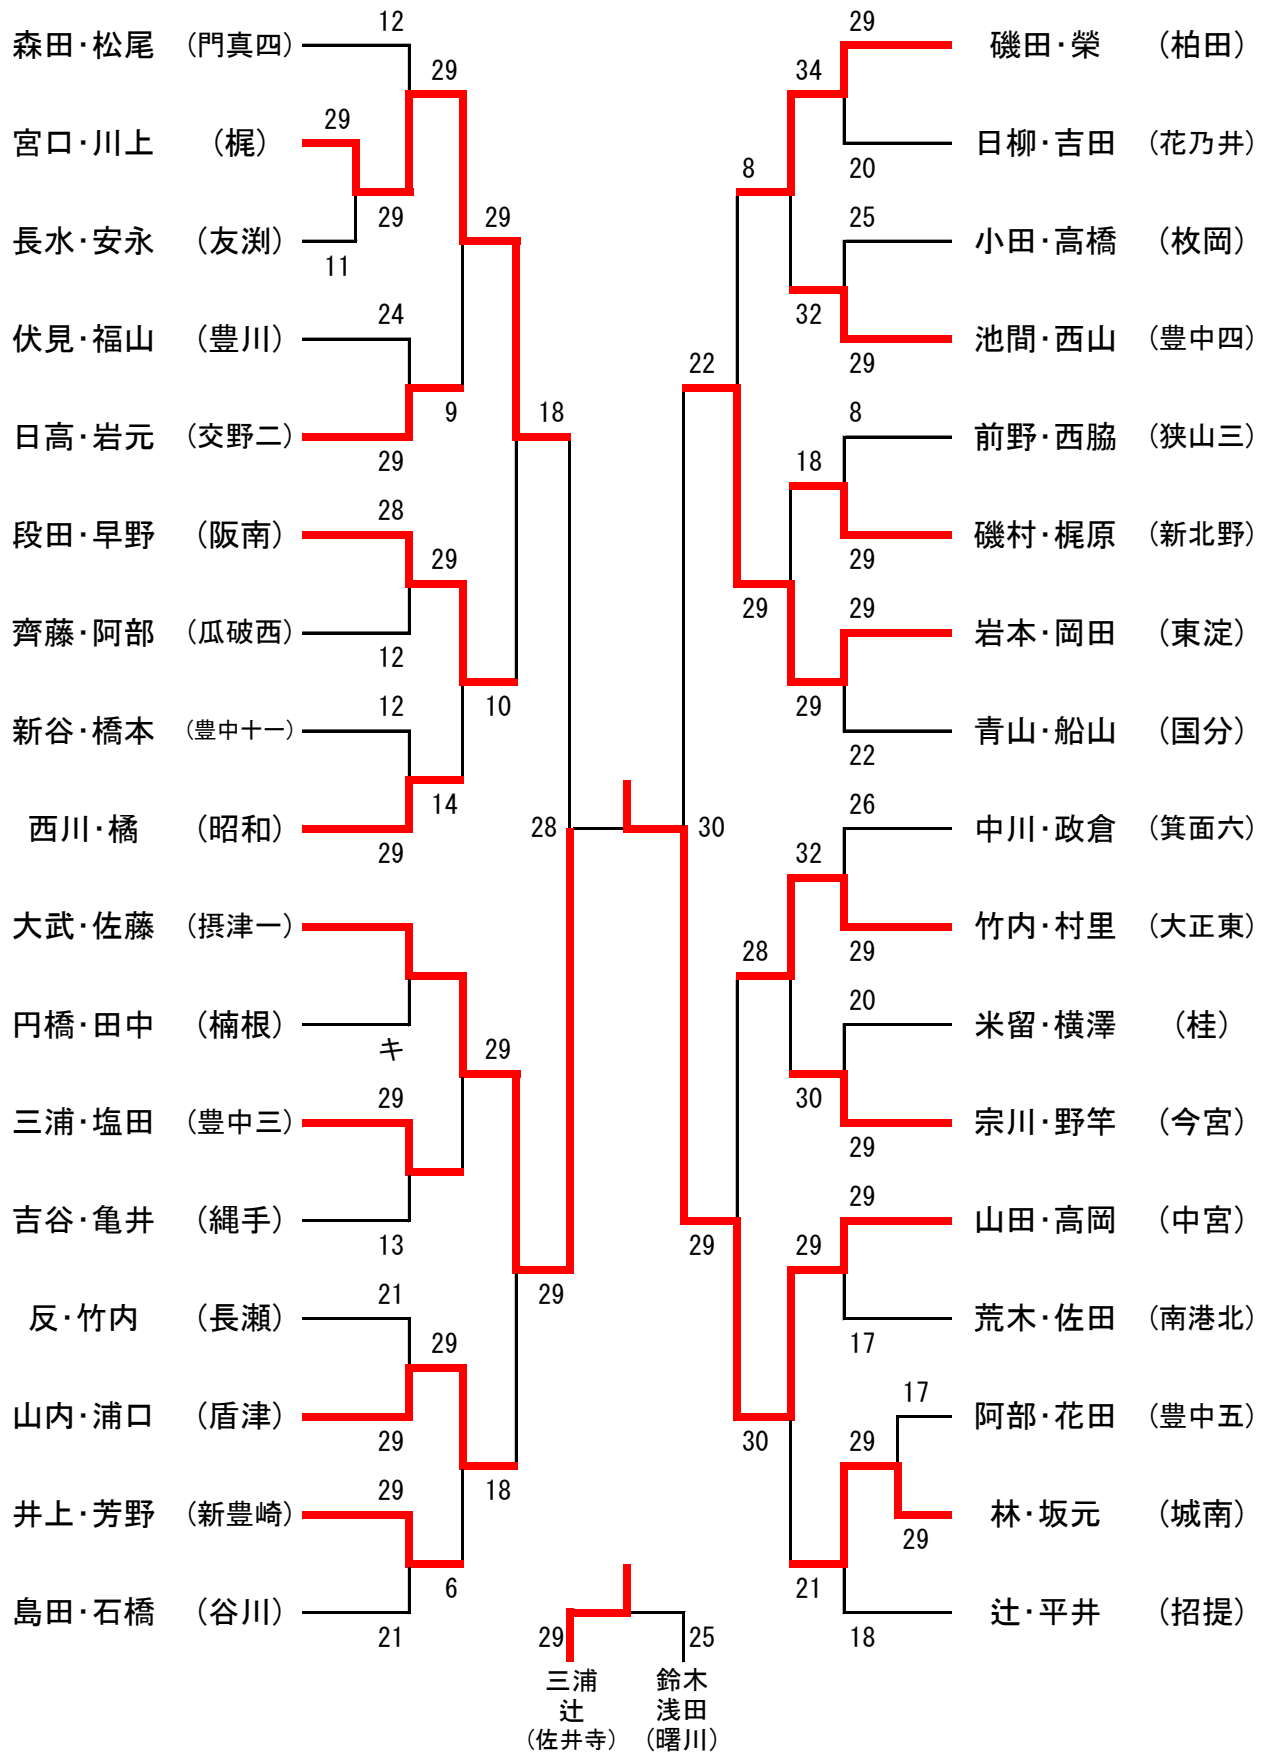 12
森田・松尾 (門真四)
29
29
宮口・川上 (梶)
29
29
長水・安永 (友渕)
11
24
伏見・福山 (豊川)
9
18
日高・岩元 (交野二)
29
28
段田・早野 (阪南)
29
齊藤・阿部 (瓜破西)
12
12
10
新谷・橋本 (豊中十一)
14
28
西川・橘 (昭和)
29
大武・佐藤 (摂津一)
円橋・田中 (楠根)
キ
29
29
三浦・塩田 (豊中三)
吉谷・亀井 (縄手)
13
21
29
反・竹内 (長瀬)
29
山内・浦口 (盾津)
29
29
18
井上・芳野 (新豊崎)
6
島田・石橋 (谷川)
21
29
磯田・榮 (柏田)
34
日柳・吉田 (花乃井)
8
20
25
小田・高橋 (枚岡)
32
池間・西山 (豊中四)
22
29
8
前野・西脇 (狭山三)
18
磯村・梶原 (新北野)
29
29
29
岩本・岡田 (東淀)
29
青山・船山 (国分)
22
26
30
中川・政倉 (箕面六)
32
竹内・村里 (大正東)
28
29
20
米留・横澤 (桂)
30
宗川・野竿 (今宮)
29
29
山田・高岡 (中宮)
29
29
荒木・佐田 (南港北)
17
17
阿部・花田 (豊中五)
30
29
林・坂元 (城南)
29
21
辻・平井 (招提)
18
29
25
三浦
辻
(佐井寺)
鈴木
浅田
(曙川)